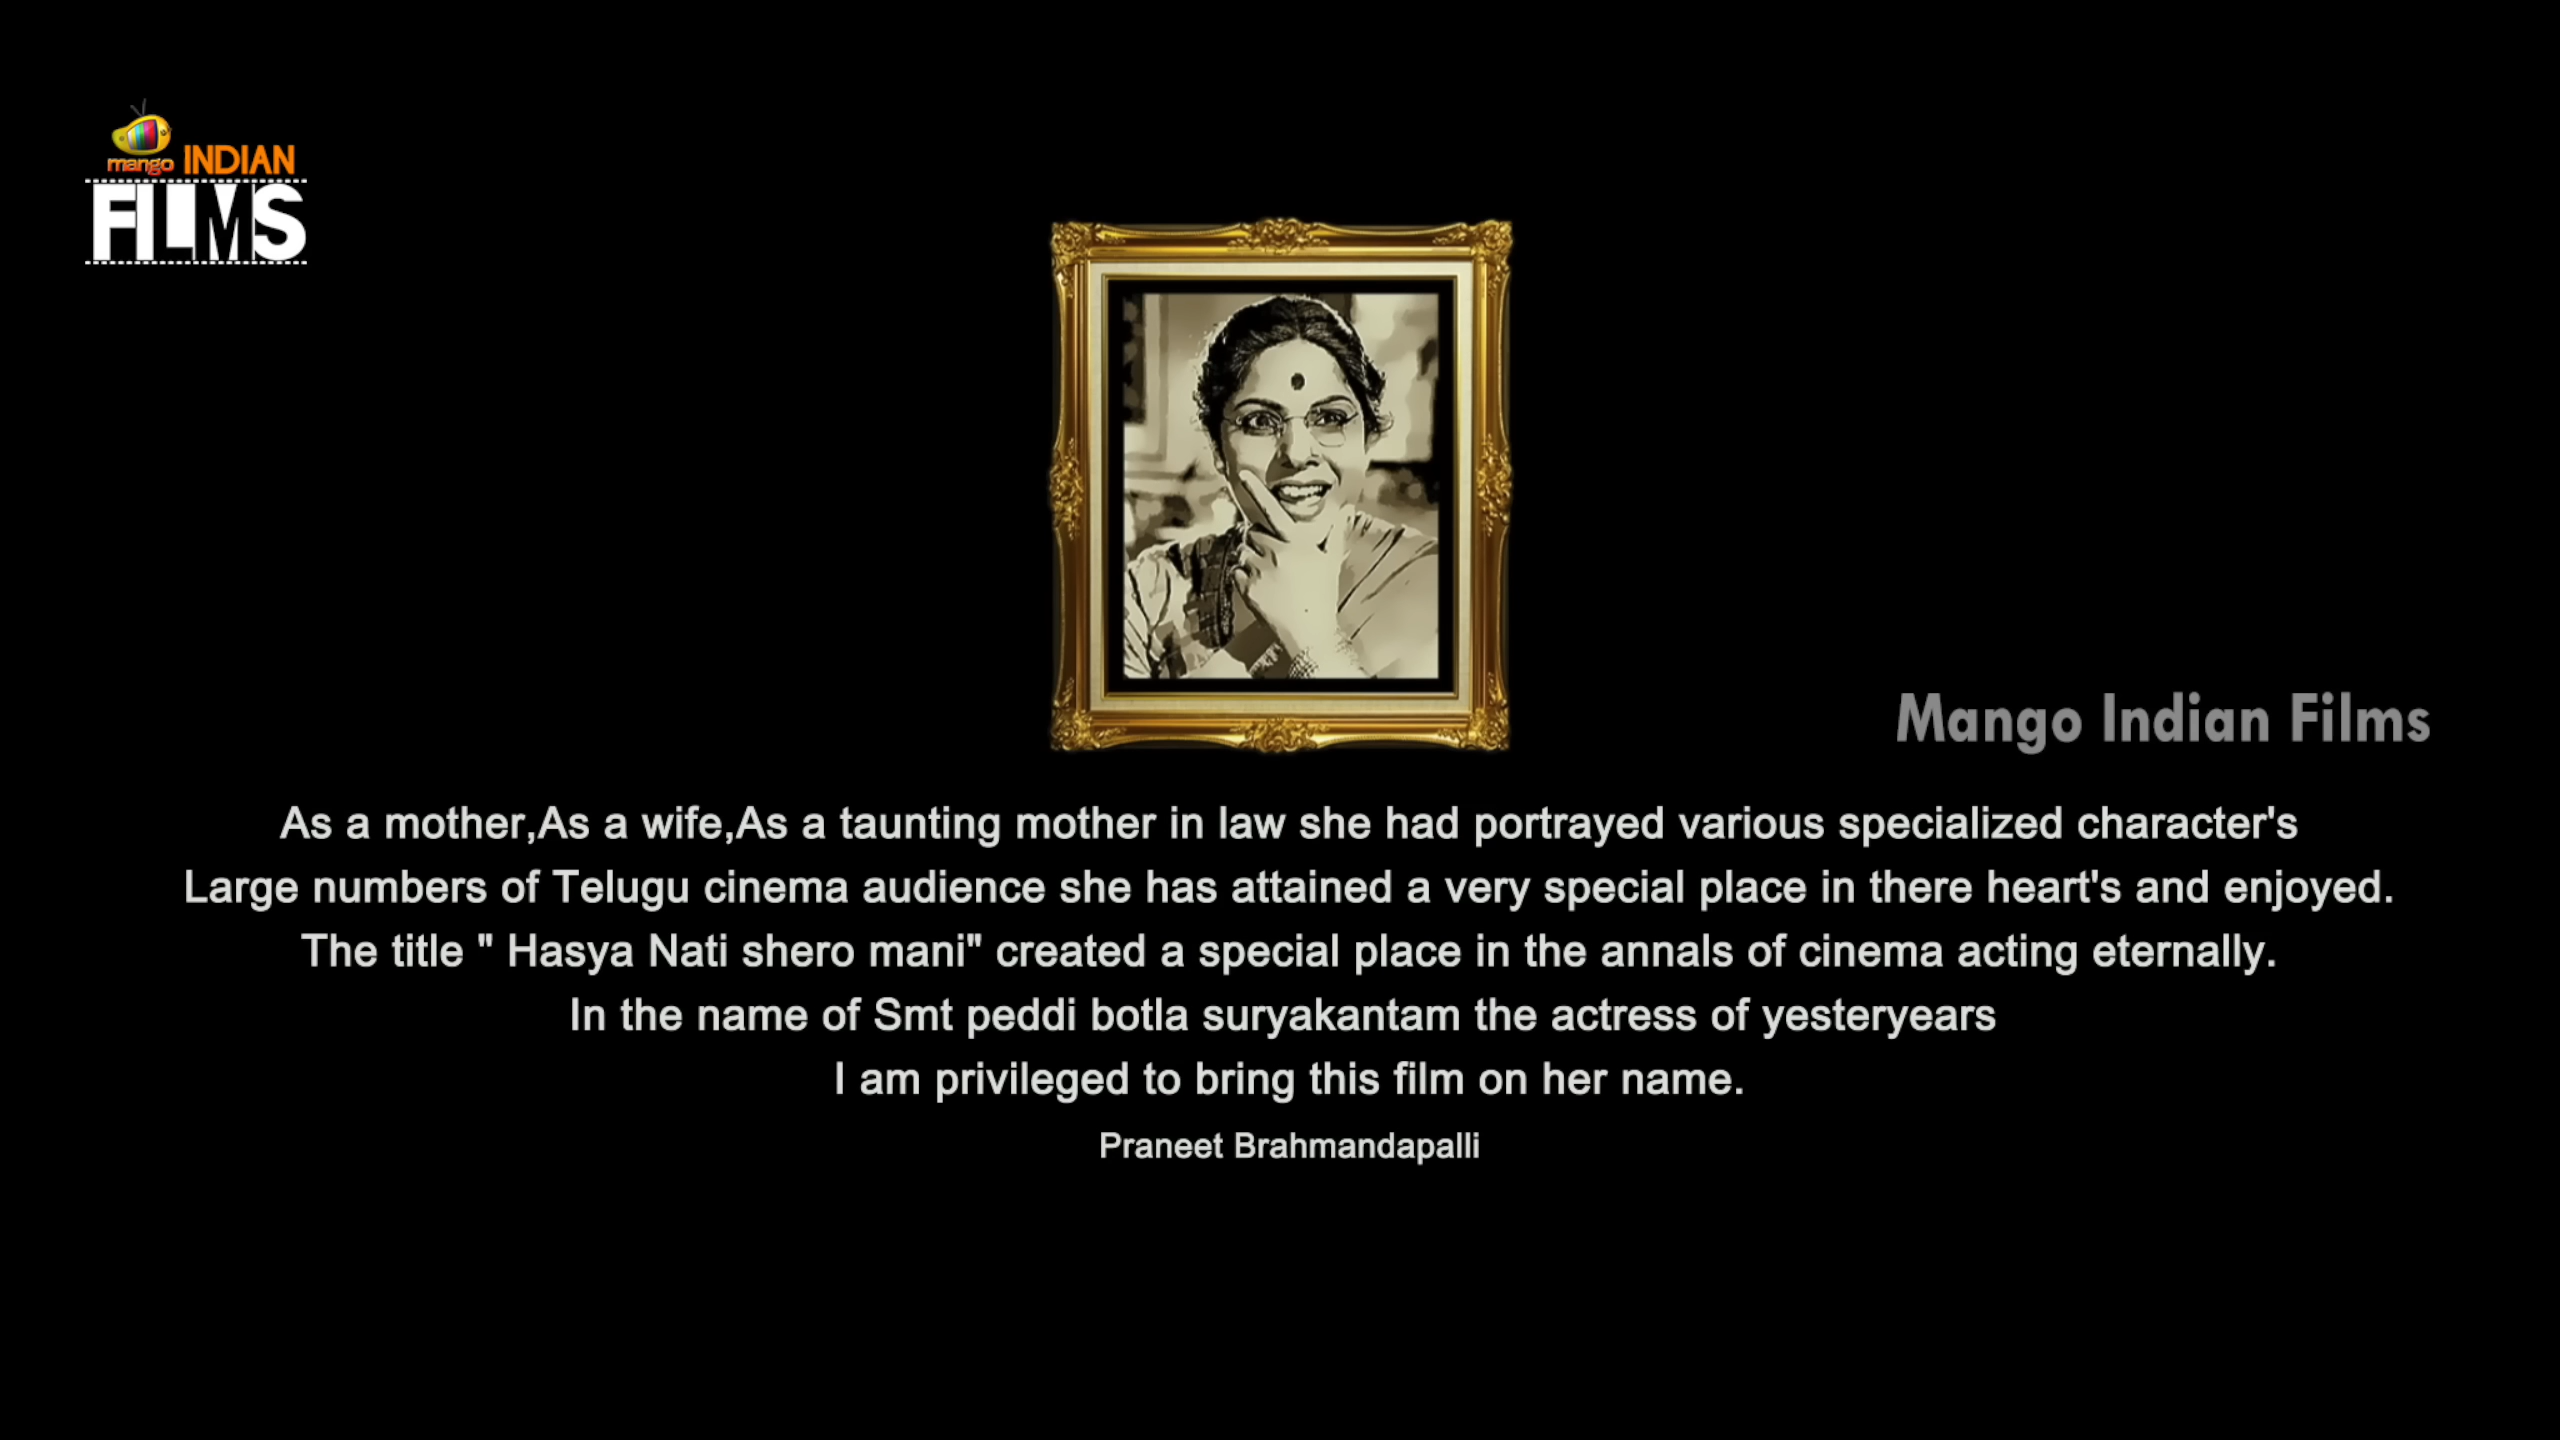 mango INDIAN
FILMS
Mango Indian Films
As a mother,As a wife,As a taunting mother in law she had portrayed various specialized character's
Large numbers of Telugu cinema audience she has attained a very special place in there heart's and enjoyed.
The title " Hasya Nati shero mani" created a special place in the annals of cinema acting eternally.
In the name of Smt peddi botla suryakantam the actress of yesteryears
I am privileged to bring this film on her name.
Praneet Brahmandapalli